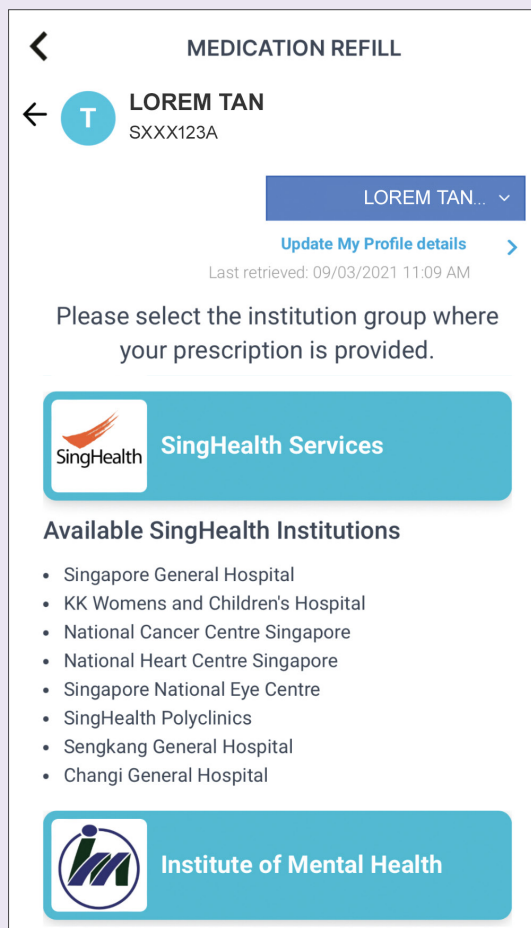 MEDICATION REFILL
T
LOREM TAN
SXXX123A
LOREM TAN...
Update My Profile details
Last retrieved: 09/03/2021 11:09 AM
Please select the institution group where
your prescription is provided.
SingHealth
SingHealth Services
Available SingHealth Institutions
• Singapore General Hospital
• KK Womens and Children's Hospital
• National Cancer Centre Singapore
• National Heart Centre Singapore
• Singapore National Eye Centre
• SingHealth Polyclinics
• Sengkang General Hospital
• Changi General Hospital
im
Institute of Mental Health